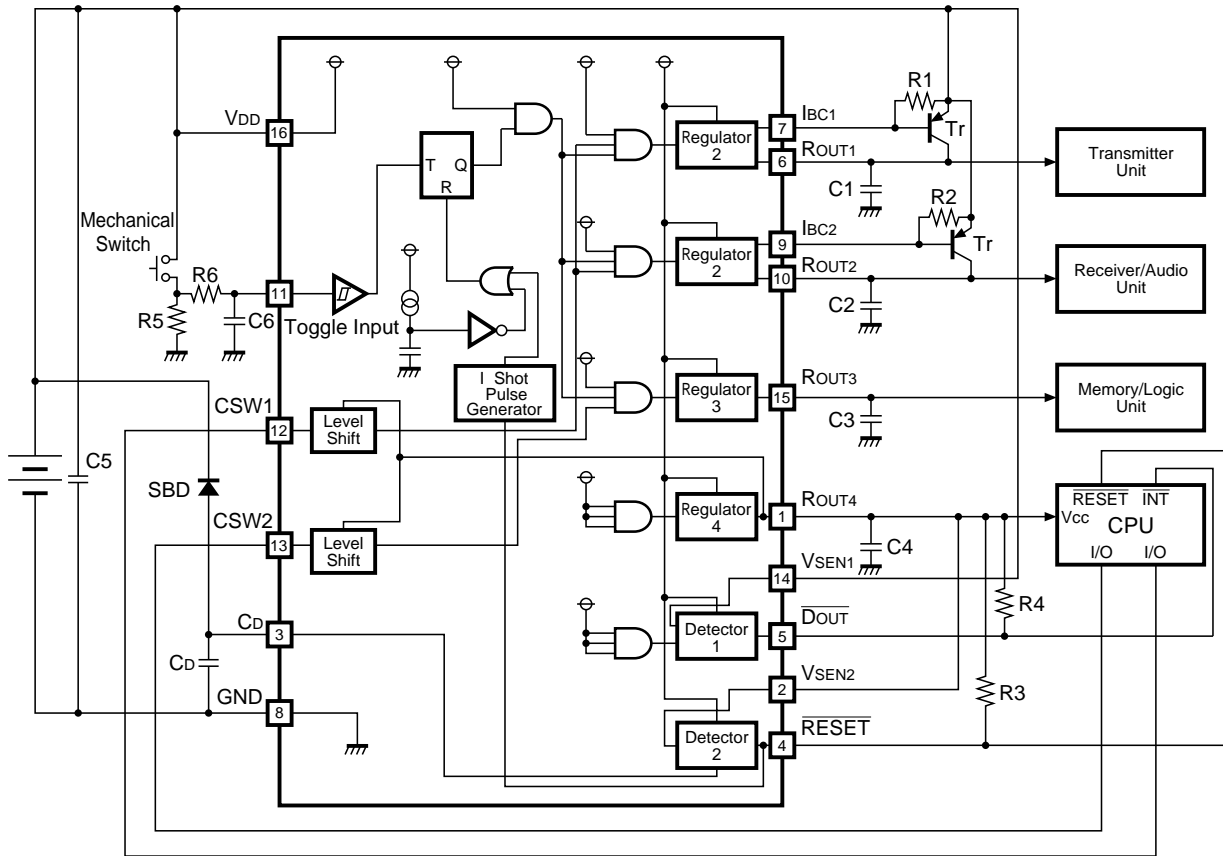 R1
VDD
16
IBC1
7
Tr
T Q
R
Regulator
2
ROUT1
6
Transmitter
Unit
C1
Mechanical
Switch
R2
IBC2
9
Tr
Regulator
2
ROUT2
10
Receiver/Audio
Unit
C2
R6
11
R5
C6
Toggle Input
I Shot
Pulse
Generator
Regulator
3
ROUT3
15
Memory/Logic
Unit
C3
CSW1
12
Level
Shift
C5
SBD
CSW2
13
Level
Shift
Regulator
4
ROUT4
1
C4
RESET INT
VCC CPU
I/O I/O
VSEN1
14
R4
DOUT
5
Detector
1
CD
3
CD
VSEN2
2
R3
GND
8
RESET
4
Detector
2